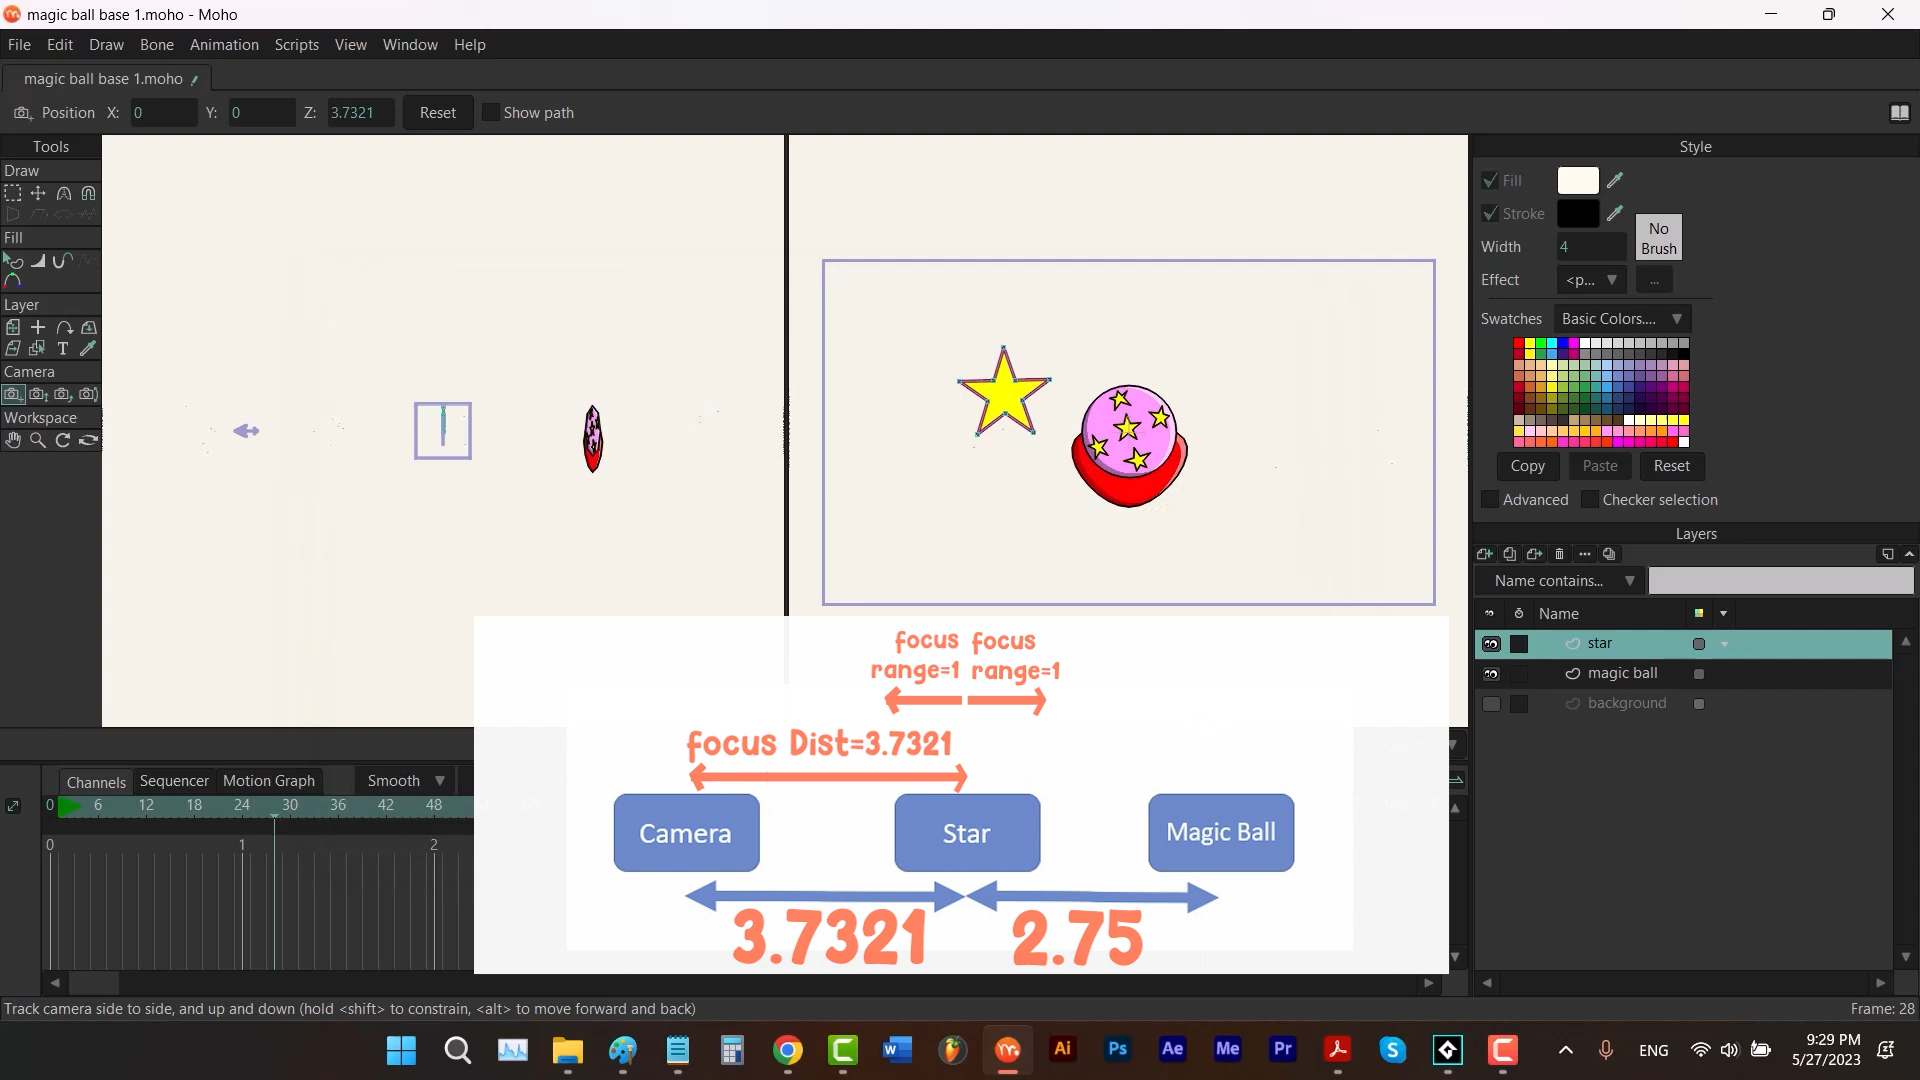 magic ball base 1.moho - Moho
File Edit Draw Bone Animation Scripts View Window Help
magic ball base 1.moho
Position X: 0 Y: 0 Z: 3.7321 Reset Show path
Tools
Draw
Fill
Layer
Camera
Workspace
Style
Fill
Stroke
No
Brush
Width 4
Effect <p... ...
Swatches Basic Colors....
Copy Paste Reset
Advanced Checker selection
Layers
Name contains...
Name
star
magic ball
background
focus focus
range=1 range=1
focus Dist=3.7321
Camera Star Magic Ball
3.7321 2.75
Channels Sequencer Motion Graph Smooth
0 6 12 18 24 30 36 42 48
0 1 2
Track camera side to side, and up and down (hold <shift> to constrain, <alt> to move forward and back)
Frame: 28
W Ai Ps Ae Me Pr S
ENG
9:29 PM
5/27/2023